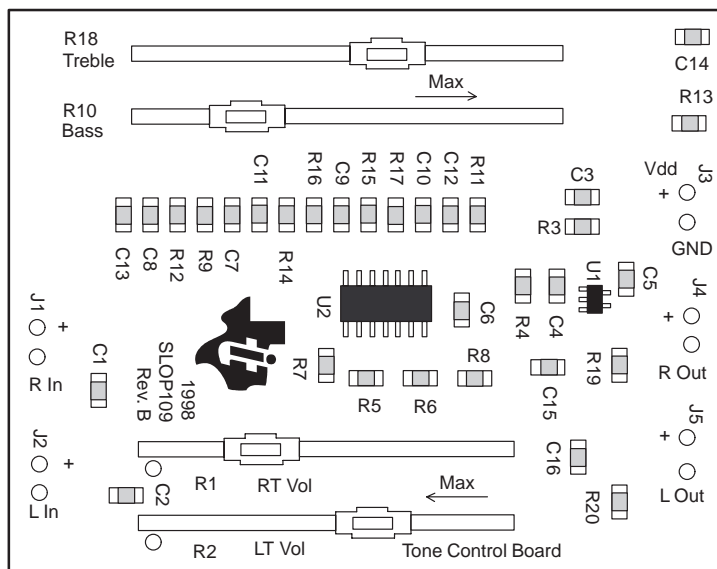 R18
Treble
R10
Bass
Max
C14
R13
J3
Vdd
+
GND
C3
R3
C11
R16
C9
R15
R17
C10
C12
R11
C13
C8
R12
R9
C7
R14
U2
C6
R4
C4
U1
C5
J4
+
R Out
J1
+
R In
C1
1998
SLOP109
Rev. B
ti
R7
R5
R6
R8
C15
R19
J5
+
L Out
J2
+
L In
C2
R1
RT Vol
Max
C16
R20
R2
LT Vol
Tone Control Board